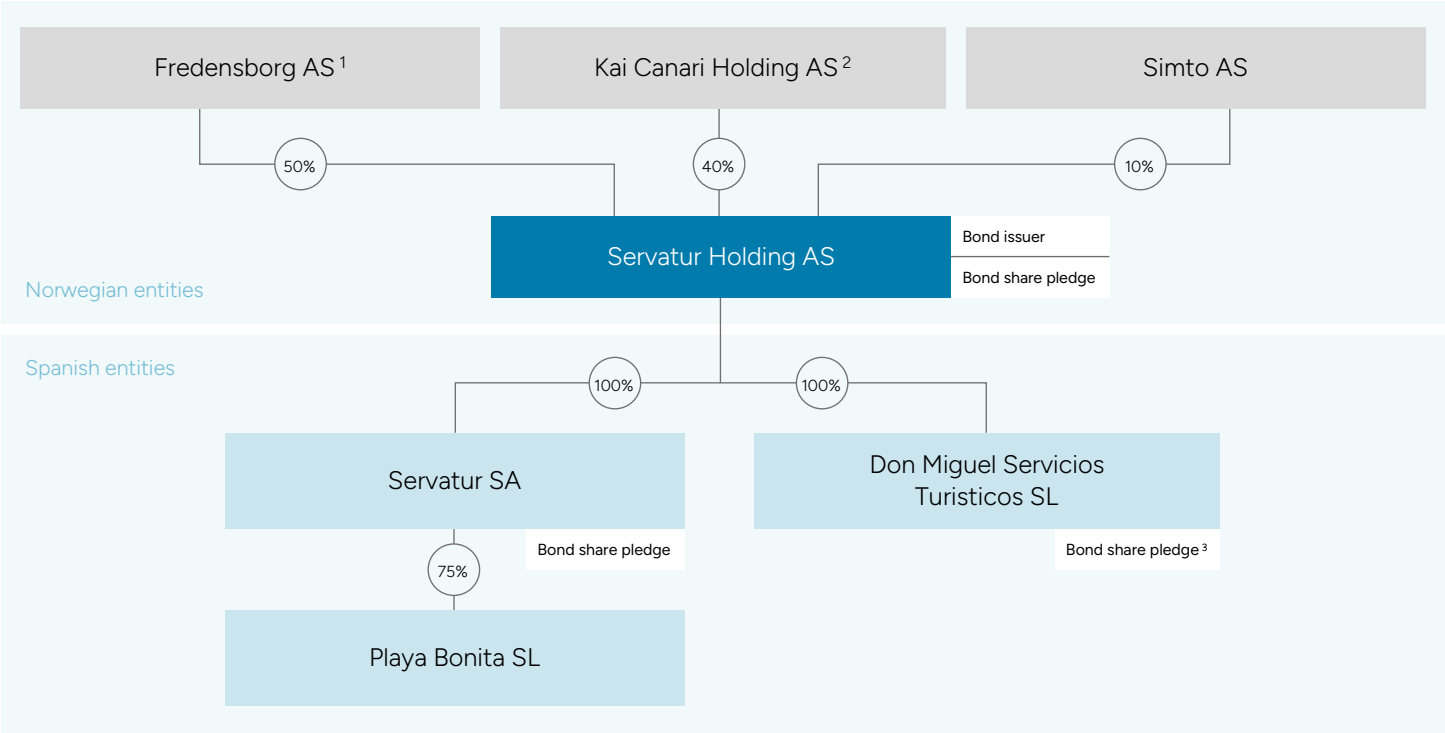 Fredensborg AS ¹
Kai Canari Holding AS ²
Simto AS
50%
40%
10%
Servatur Holding AS
Bond issuer
Bond share pledge
Norwegian entities
Spanish entities
100%
100%
Servatur SA
Don Miguel Servicios
Turisticos SL
Bond share pledge
Bond share pledge ³
75%
Playa Bonita SL